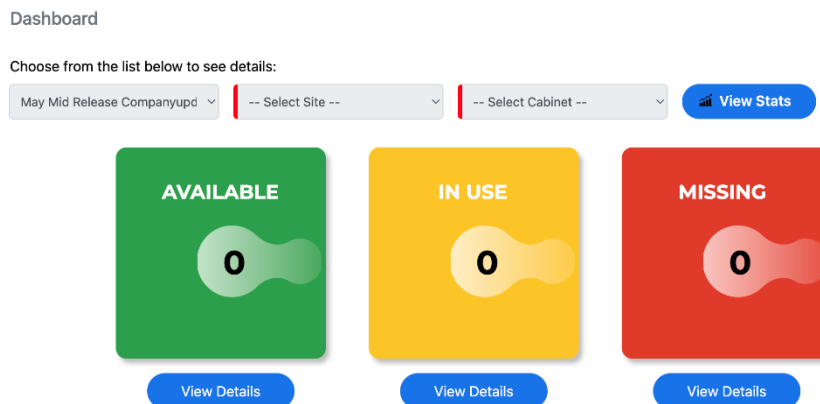 Dashboard
Choose from the list below to see details:
May Mid Release Companyupd
-- Select Site --
-- Select Cabinet --
View Stats
AVAILABLE
IN USE
MISSING
0
0
0
View Details
View Details
View Details